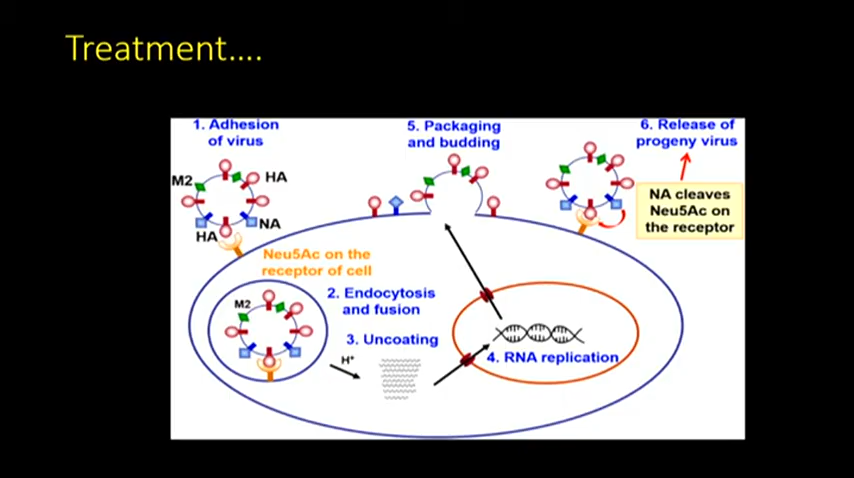 Treatment....
1. Adhesion
of virus
M2
HA
NA
HA
Neu5Ac on the
receptor of cell
M2
2. Endocytosis
and fusion
3. Uncoating
H⁺
4. RNA replication
5. Packaging
and budding
6. Release of
progeny virus
NA cleaves
Neu5Ac on
the receptor